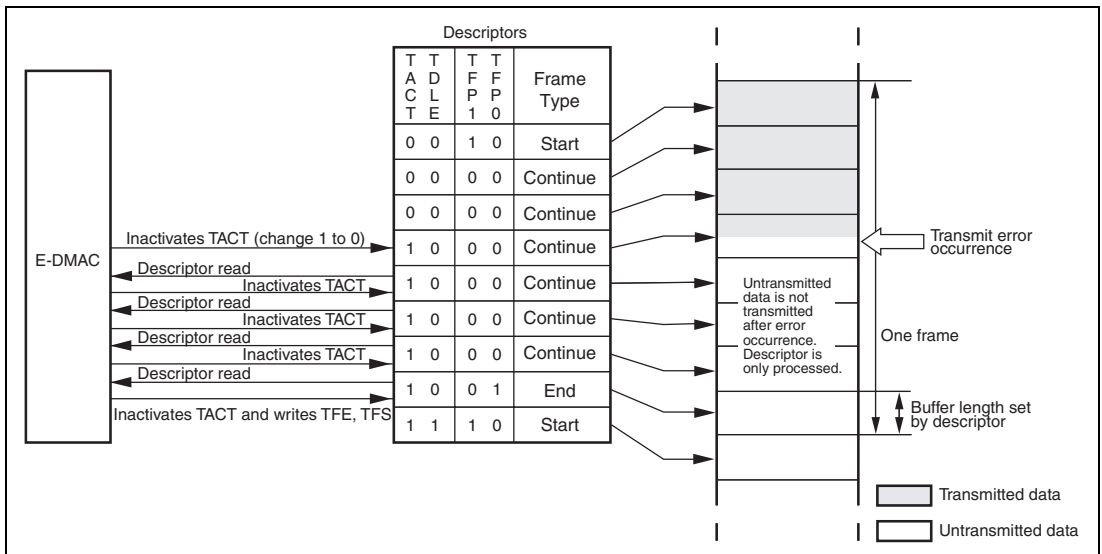 Descriptors
TACT TDLE TFP1 TFP0 Frame Type
0 0 1 0 Start
0 0 0 0 Continue
0 0 0 0 Continue
1 0 0 0 Continue
1 0 0 0 Continue
1 0 0 0 Continue
1 0 0 0 Continue
1 0 0 1 End
1 1 1 0 Start
E-DMAC
Inactivates TACT (change 1 to 0)
Descriptor read
Inactivates TACT
Descriptor read
Inactivates TACT
Descriptor read
Inactivates TACT
Descriptor read
Inactivates TACT and writes TFE, TFS
Untransmitted
data is not
transmitted
after error
occurrence.
Descriptor is
only processed.
Transmit error
occurrence
One frame
Buffer length set
by descriptor
Transmitted data
Untransmitted data